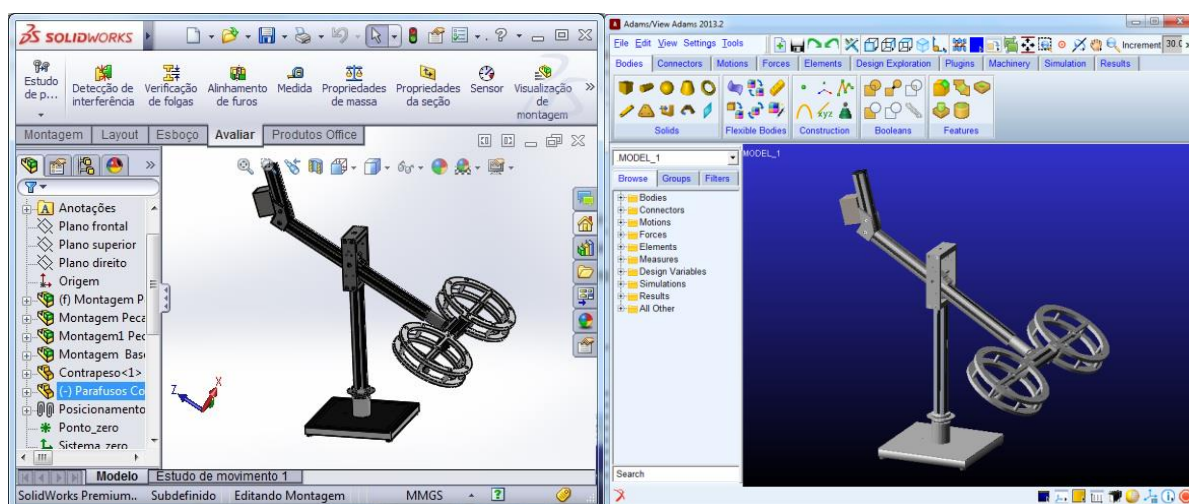 SOLIDWORKS
Estudo
de p...
Detecção de
interferência
Verificação
de folgas
Alinhamento
de furos
Medida
Propriedades
de massa
Propriedades
da seção
Sensor
Visualização
de
montagem
Montagem
Layout
Esboço
Avaliar
Produtos Office
Anotações
Plano frontal
Plano superior
Plano direito
Origem
(f) Montagem P
Montagem Peca
Montagem1 Pec
Montagem Bas
Contrapeso<1>
(-) Parafusos Co
Posicionamento
Ponto_zero
Sistema zero
Z
X
Modelo
Estudo de movimento 1
SolidWorks Premium..
Subdefinido
Editando Montagem
MMGS
Adams/View Adams 2013.2
File Edit View Settings Tools
Increment 30.0
Bodies
Connectors
Motions
Forces
Elements
Design Exploration
Plugins
Machinery
Simulation
Results
Solids
Flexible Bodies
Construction
Booleans
Features
.MODEL_1
MODEL_1
Browse
Groups
Filters
Bodies
Connectors
Motions
Forces
Elements
Measures
Design Variables
Simulations
Results
All Other
Search